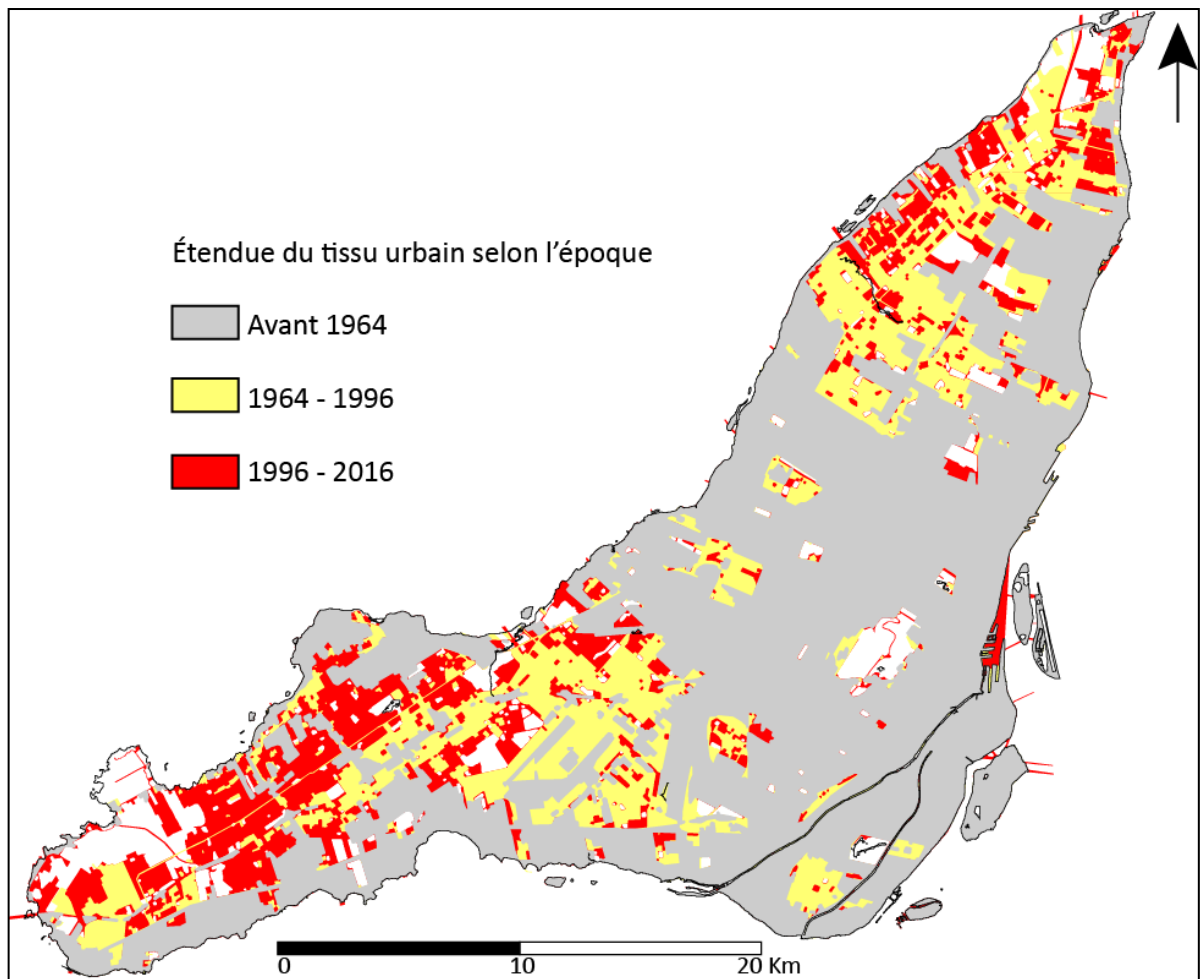 Étendue du tissu urbain selon l'époque
Avant 1964
1964 - 1996
1996 - 2016
0 10 20 Km